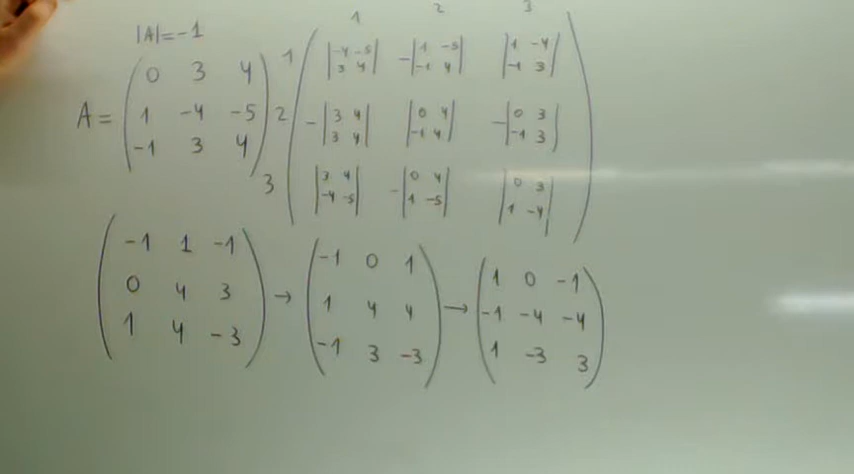 |A|=-1
1 2 3
A = ( 0 3 4 ; 1 -4 -5 ; -1 3 4 )
1 |-4 -5 ; 3 4| -|1 -5 ; -1 4| |1 -4 ; -1 3|
2 -|3 4 ; 3 4| |0 4 ; -1 4| -|0 3 ; -1 3|
3 |3 4 ; -4 -5| -|0 4 ; 1 -5| |0 3 ; 1 -4|
( -1 1 -1 ; 0 4 3 ; 1 4 -3 ) → ( -1 0 1 ; 1 4 4 ; -1 3 -3 ) → ( 1 0 -1 ; -1 -4 -4 ; 1 -3 3 )